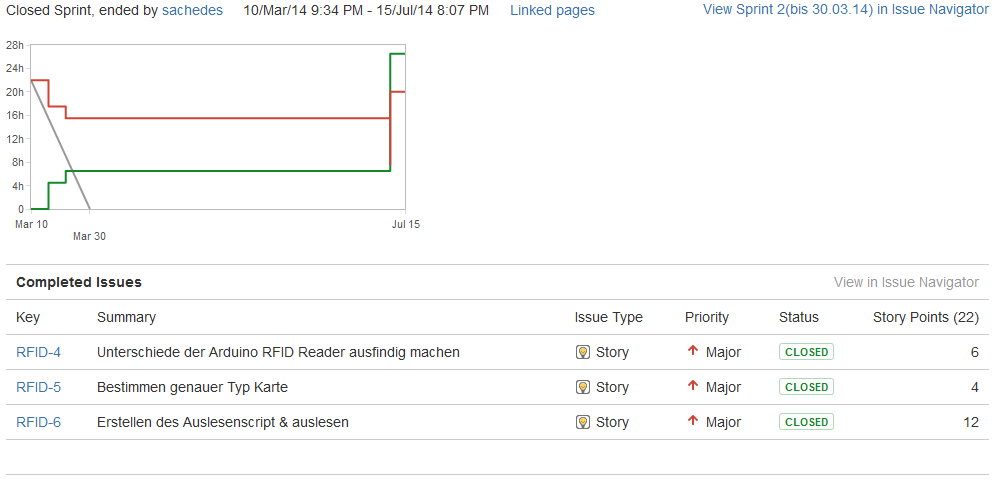 Closed Sprint, ended by sachedes 10/Mar/14 9:34 PM - 15/Jul/14 8:07 PM Linked pages View Sprint 2(bis 30.03.14) in Issue Navigator
28h
24h
20h
16h
12h
8h
4h
0
Mar 10 Jul 15
Mar 30
Completed Issues View in Issue Navigator
Key Summary Issue Type Priority Status Story Points (22)
RFID-4 Unterschiede der Arduino RFID Reader ausfindig machen Story Major CLOSED 6
RFID-5 Bestimmen genauer Typ Karte Story Major CLOSED 4
RFID-6 Erstellen des Auslesenscript & auslesen Story Major CLOSED 12